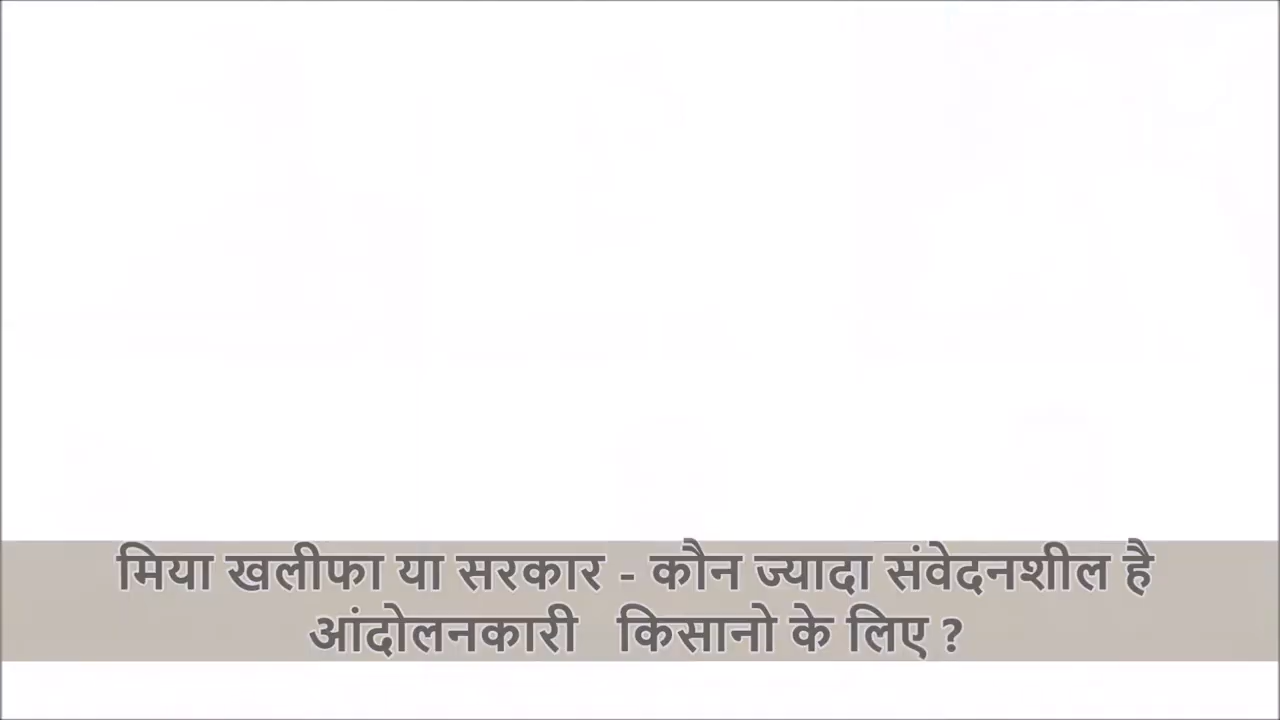 मिया खलीफा या सरकार - कौन ज्यादा संवेदनशील है
आंदोलनकारी किसानो के लिए ?